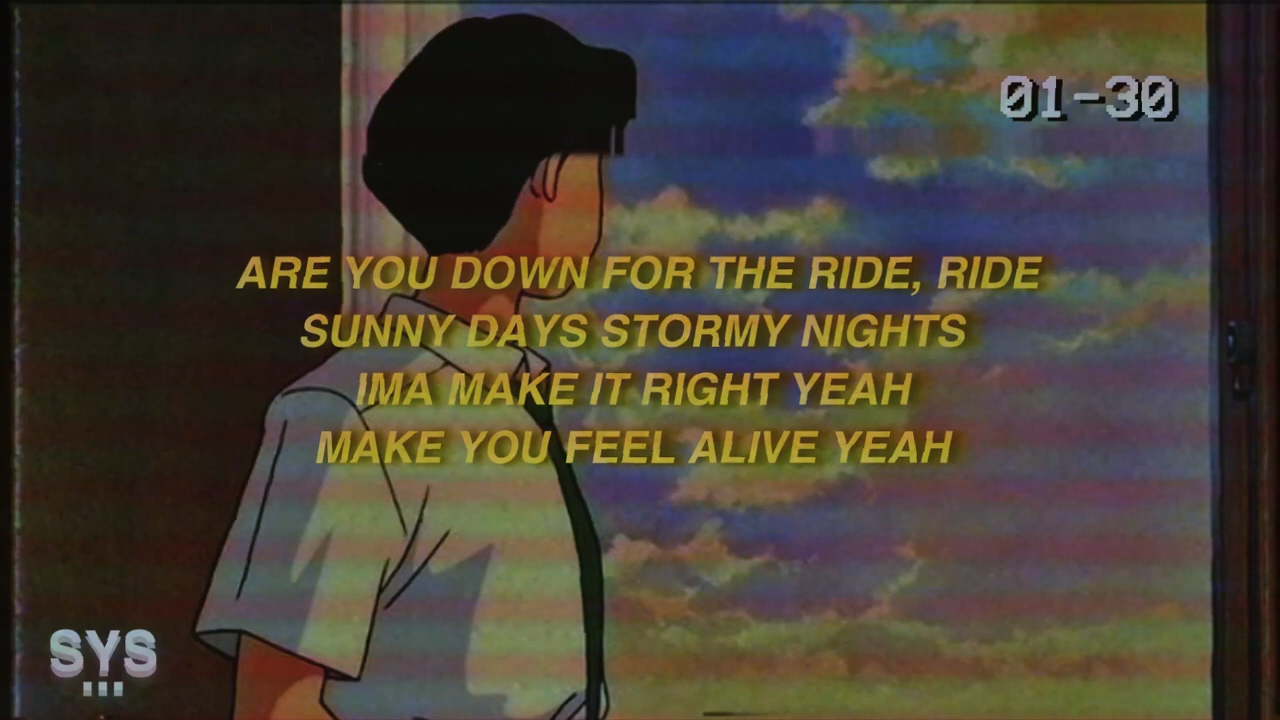 01-30
ARE YOU DOWN FOR THE RIDE, RIDE
SUNNY DAYS STORMY NIGHTS
IMA MAKE IT RIGHT YEAH
MAKE YOU FEEL ALIVE YEAH
SYS